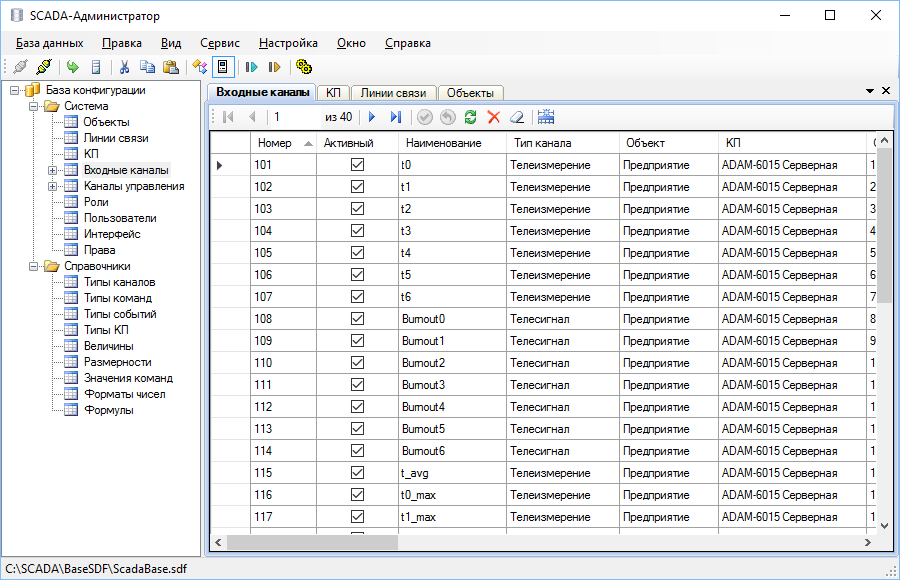 SCADA-Администратор
База данных Правка Вид Сервис Настройка Окно Справка
База конфигурации
Система
Объекты
Линии связи
КП
Входные каналы
Каналы управления
Роли
Пользователи
Интерфейс
Права
Справочники
Типы каналов
Типы команд
Типы событий
Типы КП
Величины
Размерности
Значения команд
Форматы чисел
Формулы
Входные каналы КП Линии связи Объекты
1 из 40
Номер Активный Наименование Тип канала Объект КП
101 t0 Телеизмерение Предприятие ADAM-6015 Серверная 1
102 t1 Телеизмерение Предприятие ADAM-6015 Серверная 2
103 t2 Телеизмерение Предприятие ADAM-6015 Серверная 3
104 t3 Телеизмерение Предприятие ADAM-6015 Серверная 4
105 t4 Телеизмерение Предприятие ADAM-6015 Серверная 5
106 t5 Телеизмерение Предприятие ADAM-6015 Серверная 6
107 t6 Телеизмерение Предприятие ADAM-6015 Серверная 7
108 Burnout0 Телесигнал Предприятие ADAM-6015 Серверная 8
109 Burnout1 Телесигнал Предприятие ADAM-6015 Серверная 9
110 Burnout2 Телесигнал Предприятие ADAM-6015 Серверная 1
111 Burnout3 Телесигнал Предприятие ADAM-6015 Серверная 1
112 Burnout4 Телесигнал Предприятие ADAM-6015 Серверная 1
113 Burnout5 Телесигнал Предприятие ADAM-6015 Серверная 1
114 Burnout6 Телесигнал Предприятие ADAM-6015 Серверная 1
115 t_avg Телеизмерение Предприятие ADAM-6015 Серверная 1
116 t0_max Телеизмерение Предприятие ADAM-6015 Серверная 1
117 t1_max Телеизмерение Предприятие ADAM-6015 Серверная 1
C:\SCADA\BaseSDF\ScadaBase.sdf